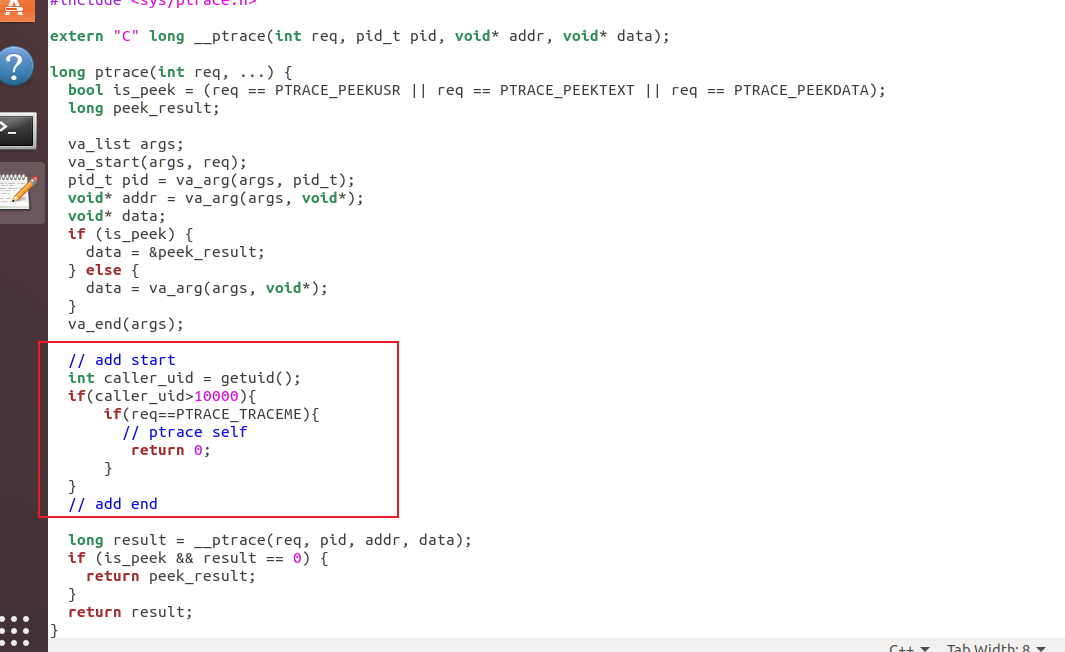 #include <sys/ptrace.h>
extern "C" long __ptrace(int req, pid_t pid, void* addr, void* data);
long ptrace(int req, ...) {
  bool is_peek = (req == PTRACE_PEEKUSR || req == PTRACE_PEEKTEXT || req == PTRACE_PEEKDATA);
  long peek_result;
  va_list args;
  va_start(args, req);
  pid_t pid = va_arg(args, pid_t);
  void* addr = va_arg(args, void*);
  void* data;
  if (is_peek) {
    data = &peek_result;
  } else {
    data = va_arg(args, void*);
  }
  va_end(args);
  // add start
  int caller_uid = getuid();
  if(caller_uid>10000){
      if(req==PTRACE_TRACEME){
        // ptrace self
         return 0;
      }
  }
  // add end
  long result = __ptrace(req, pid, addr, data);
  if (is_peek && result == 0) {
    return peek_result;
  }
  return result;
}
C++ Tab Width: 8